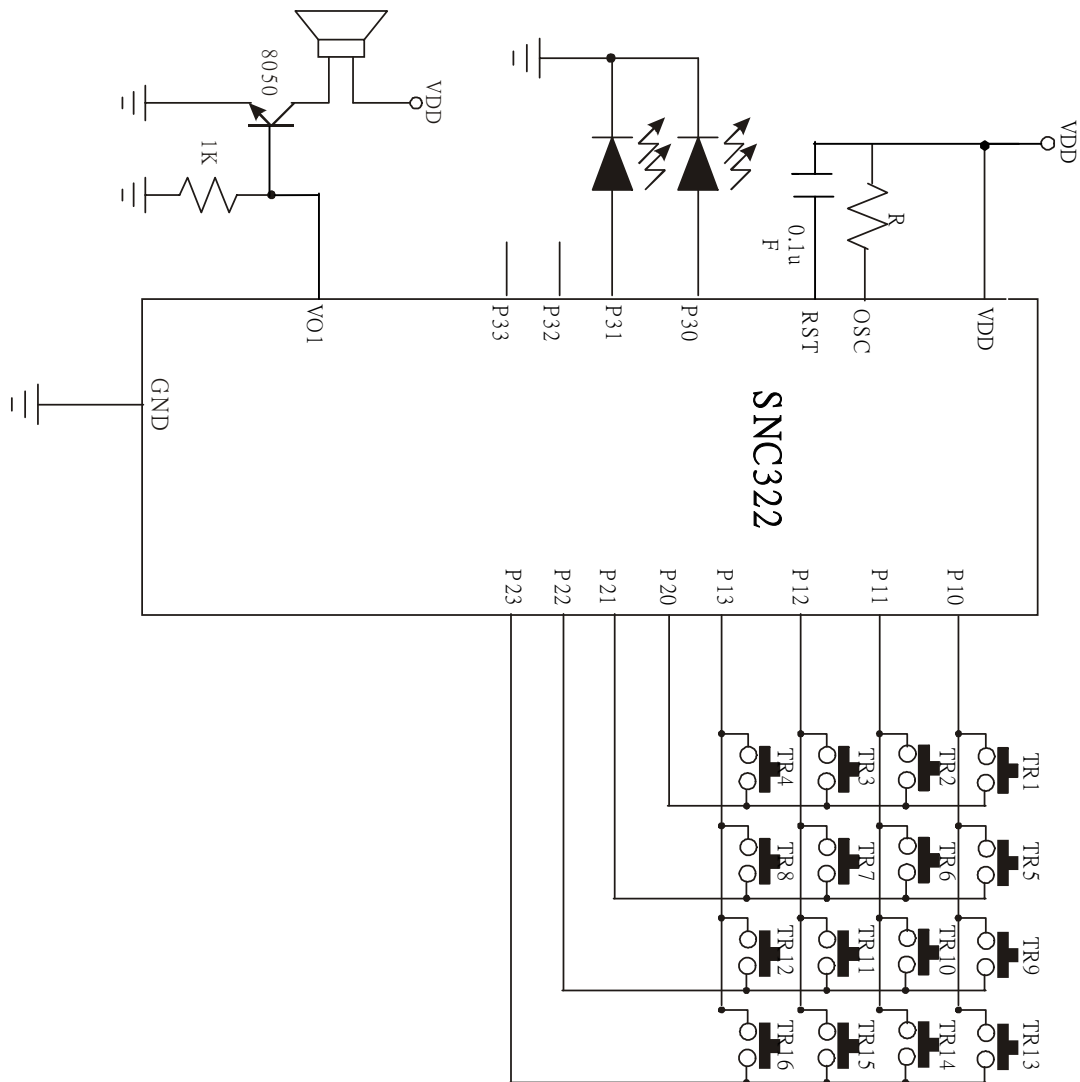 8050
VDD
1K
VDD
R
0.1u
F
VO1
P33
P32
P31
P30
RST
OSC
VDD
GND
SNC322
P23
P22
P21
P20
P13
P12
P11
P10
TR4
TR3
TR2
TR1
TR8
TR7
TR6
TR5
TR12
TR11
TR10
TR9
TR16
TR15
TR14
TR13